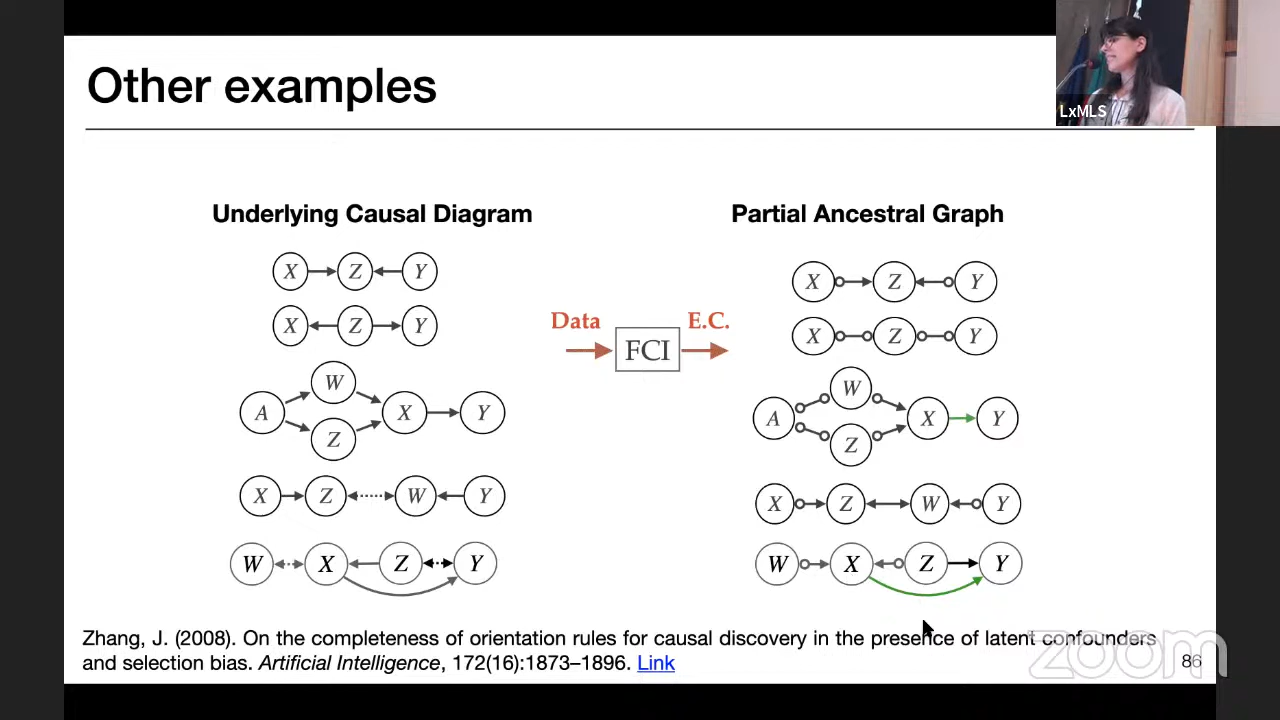 Other examples
LxMLS
Underlying Causal Diagram
Partial Ancestral Graph
X Z Y
X Z Y
X Z Y
X Z Y
Data
E.C.
FCI
W
A X Y
Z
W
A X Y
Z
X Z W Y
X Z W Y
W X Z Y
W X Z Y
Zhang, J. (2008). On the completeness of orientation rules for causal discovery in the presence of latent confounders
and selection bias. Artificial Intelligence, 172(16):1873–1896. Link
86
zoom